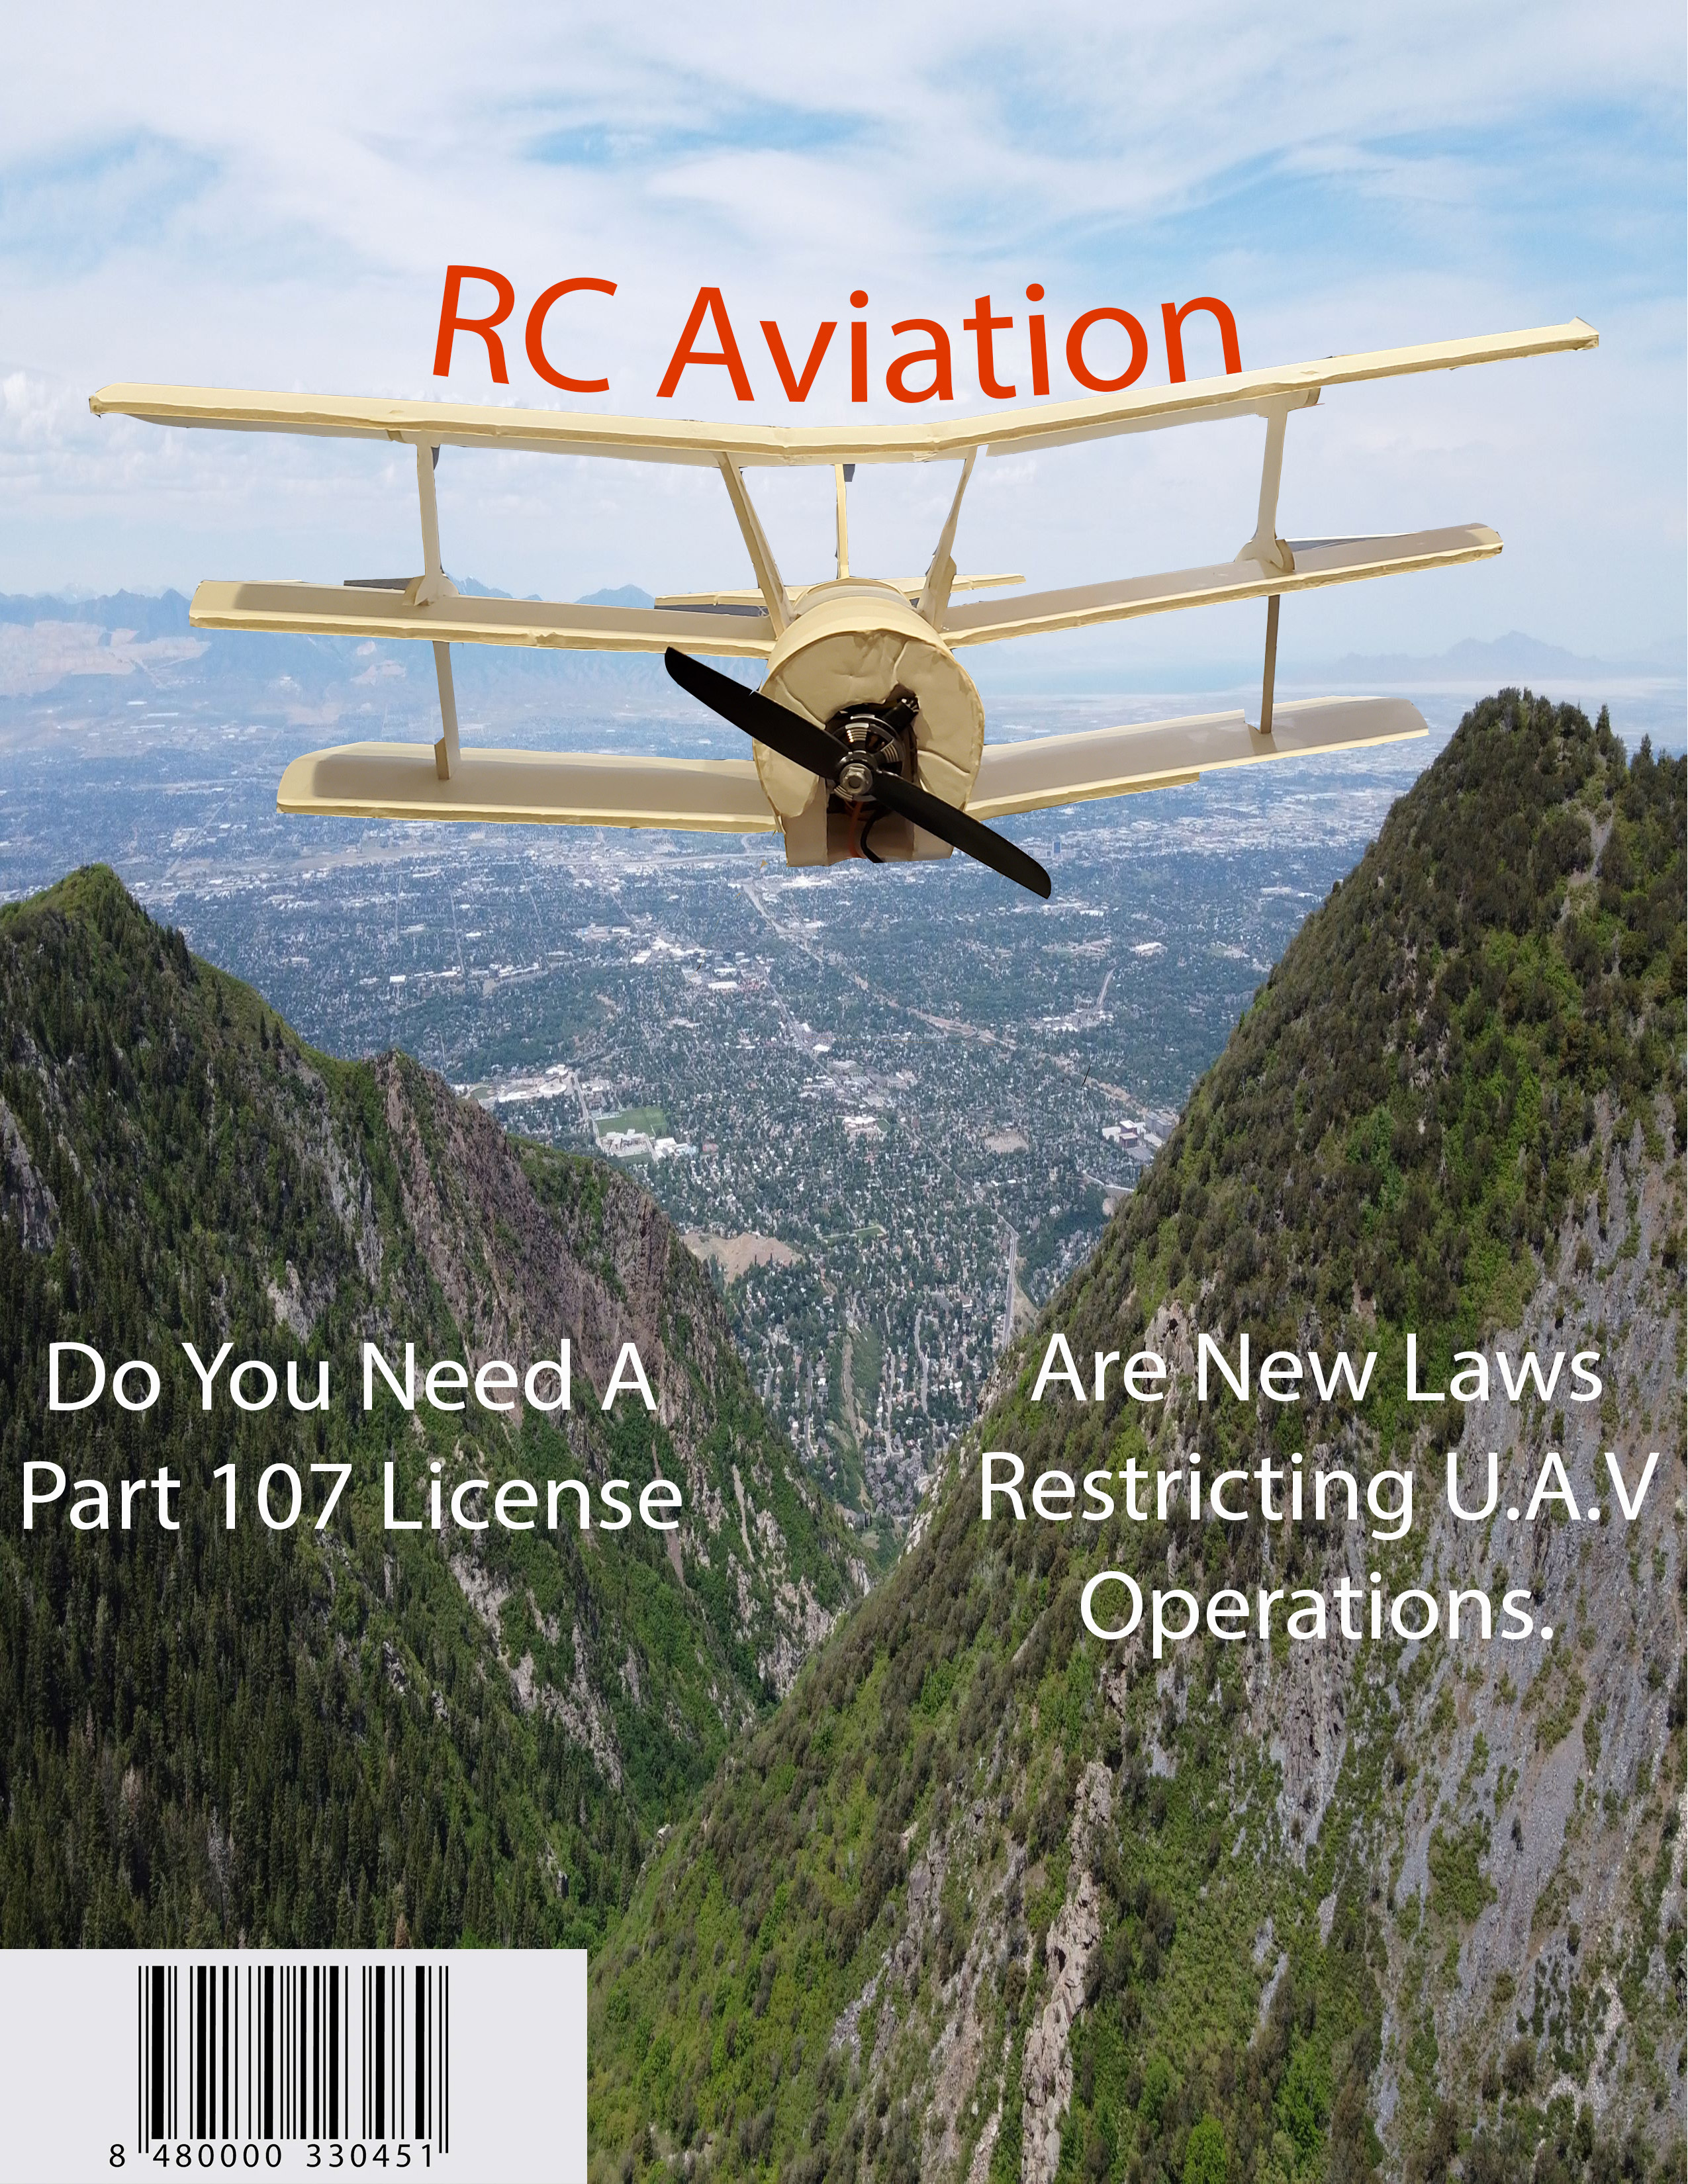 RC Aviation
Do You Need A
Part 107 License
Are New Laws
Restricting U.A.V
Operations.
8 480000 330451